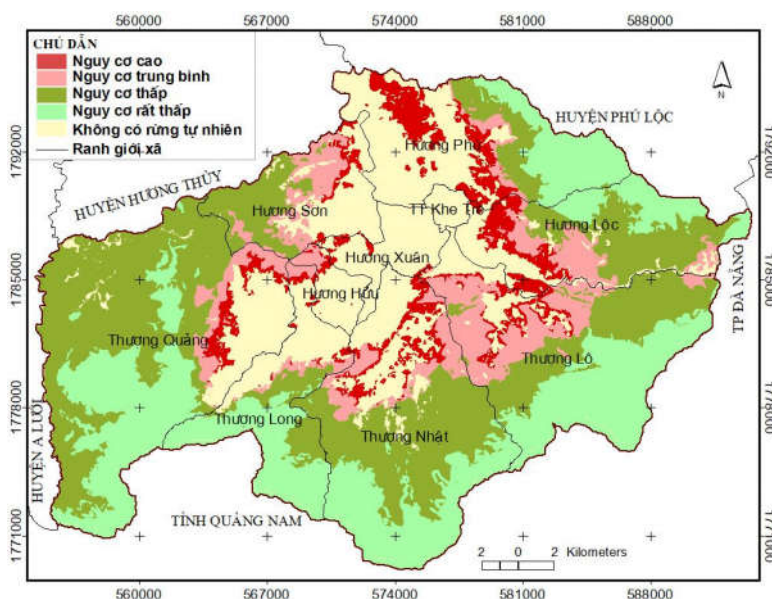 560000 567000 574000 581000 588000
CHÚ DẪN
Nguy cơ cao
Nguy cơ trung bình
Nguy cơ thấp
Nguy cơ rất thấp
Không có rừng tự nhiên
Ranh giới xã
N
HUYỆN PHÚ LỘC
1792000 1792000
Hương Phú
HUYỆN HƯƠNG THỦY
Hương Sơn
TT Khe Tre
Hương Lộc
Hương Xuân
1785000 1785000
TP ĐÀ NẴNG
Hương Hữu
Thượng Quảng
Thượng Lộ
1778000 1778000
Thượng Long
Thượng Nhật
HUYỆN A LƯỚI
TỈNH QUẢNG NAM
1771000 1771000
2 0 2 Kilometers
560000 567000 574000 581000 588000